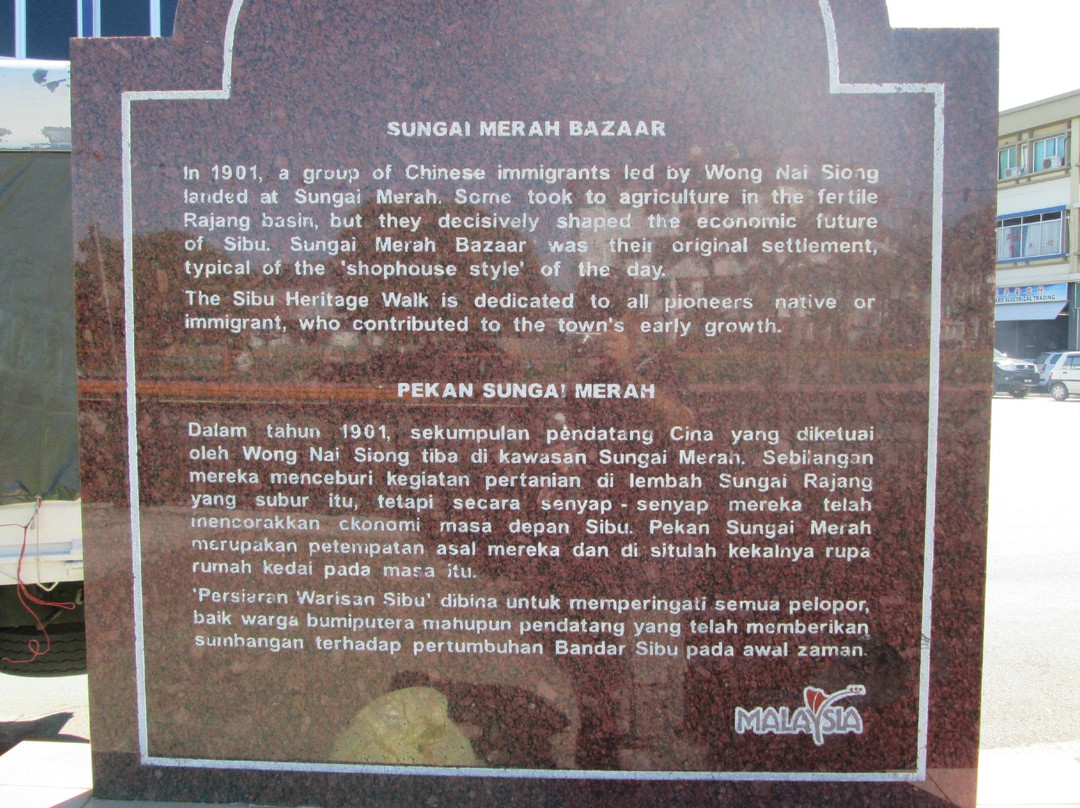 SUNGAI MERAH BAZAAR
In 1901, a group of Chinese immigrants led by Wong Nai Siong
landed at Sungai Merah. Some took to agriculture in the fertile
Rajang basin, but they decisively shaped the economic future
of Sibu. Sungai Merah Bazaar was their original settlement,
typical of the 'shophouse style' of the day.
The Sibu Heritage Walk is dedicated to all pioneers native or
immigrant, who contributed to the town's early growth.
PEKAN SUNGAI MERAH
Dalam tahun 1901, sekumpulan pendatang Cina yang diketuai
oleh Wong Nai Siong tiba di kawasan Sungai Merah. Sebilangan
mereka menceburi kegiatan pertanian di lembah Sungai Rajang
yang subur itu, tetapi secara senyap - senyap mereka telah
mencorakkan ekonomi masa depan Sibu. Pekan Sungai Merah
merupakan petempatan asal mereka dan di situlah kekalnya rupa
rumah kedai pada masa itu.
'Persiaran Warisan Sibu' dibina untuk memperingati semua pelopor,
baik warga bumiputera mahupun pendatang yang telah memberikan
sumbangan terhadap pertumbuhan Bandar Sibu pada awal zaman.
MALAYSIA
ELECTRICAL TRADING